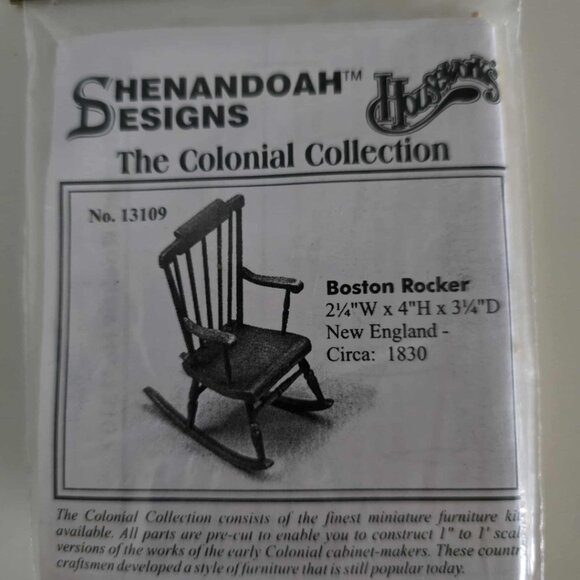 SHENANDOAH™
DESIGNS
Houseworks
The Colonial Collection
No. 13109
Boston Rocker
2¼"W x 4"H x 3¼"D
New England -
Circa: 1830
The Colonial Collection consists of the finest miniature furniture
available. All parts are pre-cut to enable you to construct 1" to 1'
versions of the works of the early Colonial cabinet-makers. These
craftsmen developed a style of furniture that is still popular today.